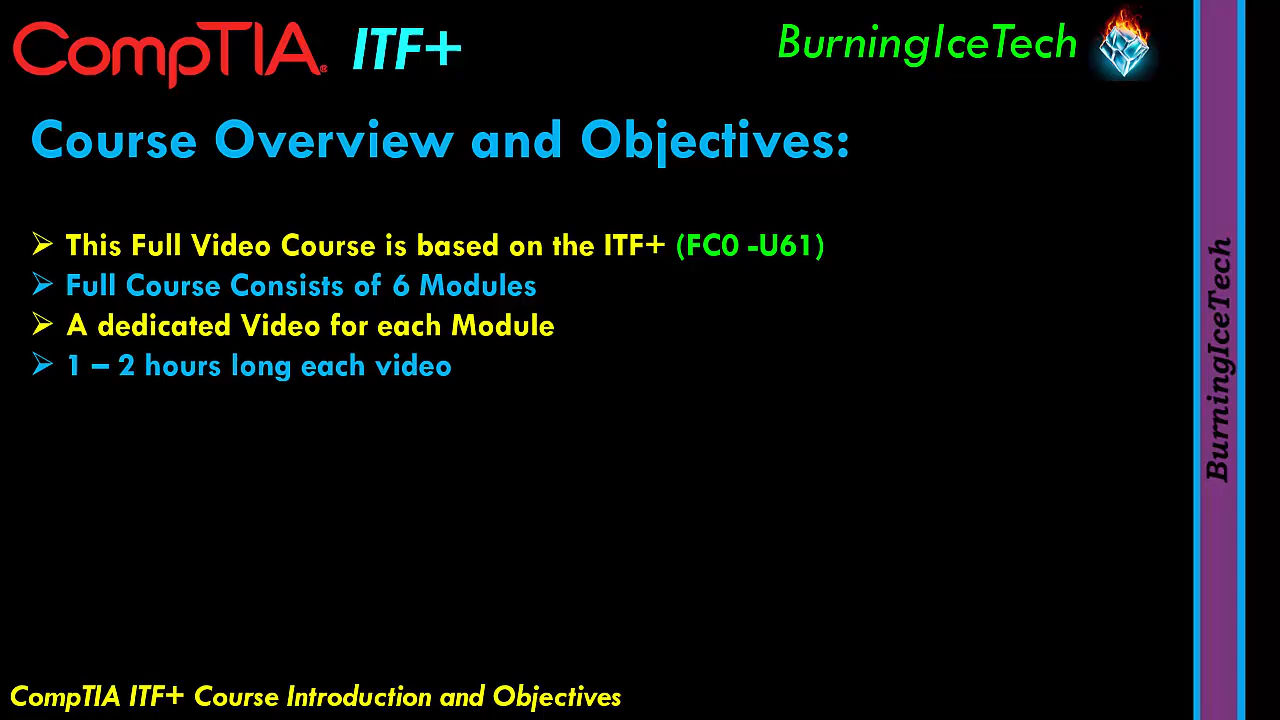 CompTIA® ITF+
BurningIceTech
Course Overview and Objectives:
➢ This Full Video Course is based on the ITF+ (FC0 -U61)
➢ Full Course Consists of 6 Modules
➢ A dedicated Video for each Module
➢ 1 – 2 hours long each video
BurningIceTech
CompTIA ITF+ Course Introduction and Objectives